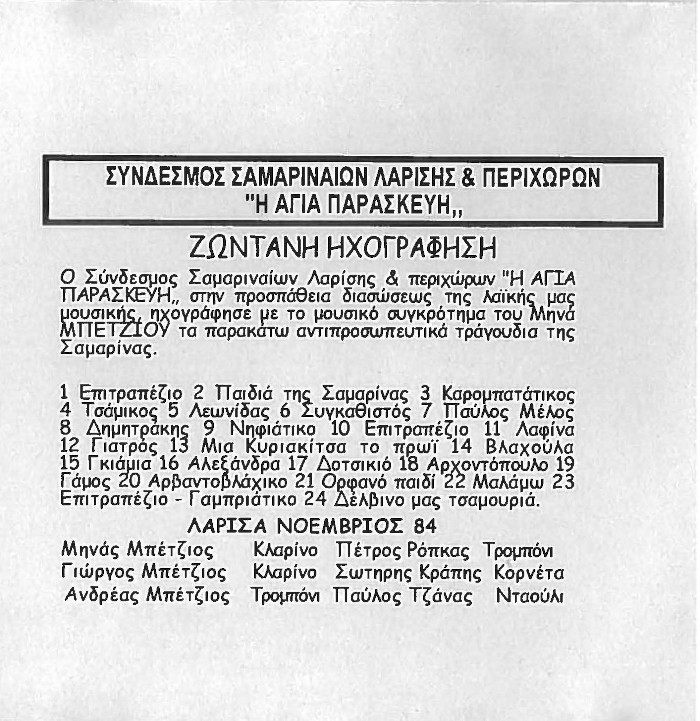 ΣΥΝΔΕΣΜΟΣ ΣΑΜΑΡΙΝΑΙΩΝ ΛΑΡΙΣΗΣ & ΠΕΡΙΧΩΡΩΝ
"Η ΑΓΙΑ ΠΑΡΑΣΚΕΥΗ,,
ΖΩΝΤΑΝΗ ΗΧΟΓΡΑΦΗΣΗ
Ο Σύνδεσμος Σαμαριναίων Λαρίσης & περιχώρων "Η ΑΓΙΑ
ΠΑΡΑΣΚΕΥΗ,, στην προσπάθεια διασώσεως της λαϊκής μας
μουσικής, ηχογράφησε με το μουσικό συγκρότημα του Μηνά
ΜΠΕΤΖΙΟΥ τα παρακάτω αντιπροσωπευτικά τράγουδια της
Σαμαρίνας.
1 Επιτραπέζιο 2 Παιδιά της Σαμαρίνας 3 Καρομπατάτικος
4 Τσάμικος 5 Λεωνίδας 6 Συγκαθιστός 7 Παύλος Μέλος
8 Δημητράκης 9 Νηφιάτικο 10 Επιτραπέζιο 11 Λαφίνα
12 Γιατρός 13 Μια Κυριακίτσα το πρωϊ 14 Βλαχούλα
15 Γκιάμια 16 Αλεξάνδρα 17 Δοτσικιό 18 Αρχοντόπουλο 19
Γάμος 20 Αρβαντοβλάχικο 21 Ορφανό παιδί 22 Μαλάμω 23
Επιτραπέζιο - Γαμπριάτικο 24 Δέλβινο μας τσαμουριά.
ΛΑΡΙΣΑ ΝΟΕΜΒΡΙΟΣ 84
Μηνάς Μπέτζιος Κλαρίνο Πέτρος Ρόπκας Τρομπόνι
Γιώργος Μπέτζιος Κλαρίνο Σωτηρης Κράπης Κορνέτα
Ανδρέας Μπέτζιος Τρομπόνι Παύλος Τζάνας Νταούλι